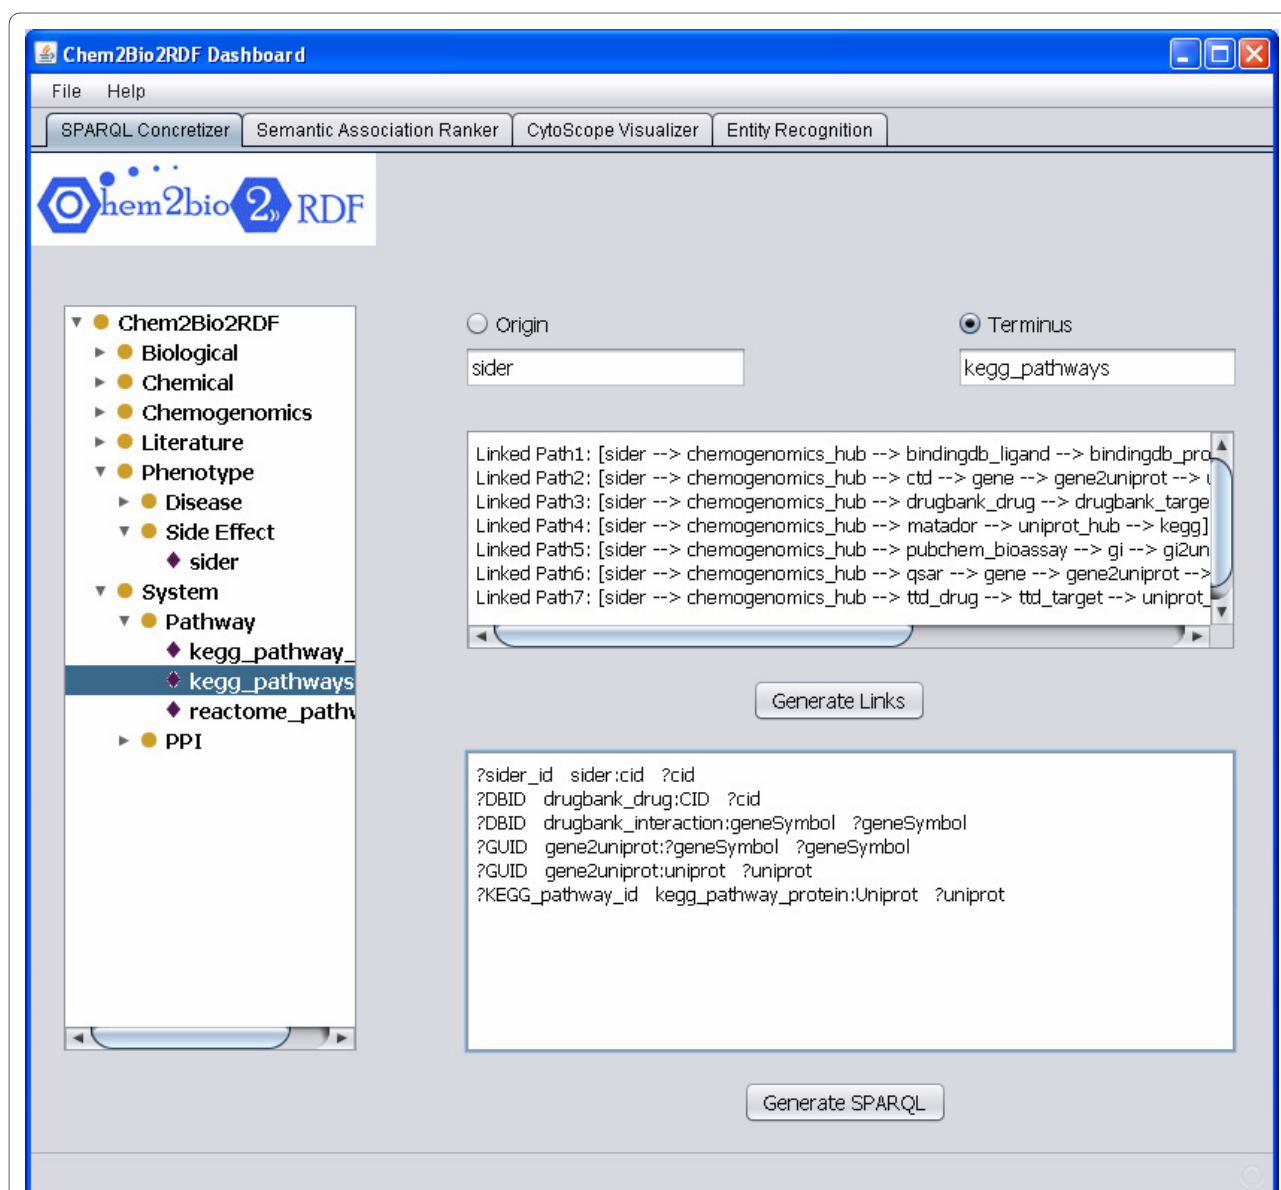 Chem2Bio2RDF Dashboard
File Help
SPARQL Concretizer Semantic Association Ranker CytoScope Visualizer Entity Recognition
Chem2bio2RDF
Chem2Bio2RDF
Biological
Chemical
Chemogenomics
Literature
Phenotype
Disease
Side Effect
sider
System
Pathway
kegg_pathway_
kegg_pathways
reactome_path
PPI
Origin Terminus
sider kegg_pathways
Linked Path1: [sider --> chemogenomics_hub --> bindingdb_ligand --> bindingdb_pro
Linked Path2: [sider --> chemogenomics_hub --> ctd --> gene --> gene2uniprot -->
Linked Path3: [sider --> chemogenomics_hub --> drugbank_drug --> drugbank_targe
Linked Path4: [sider --> chemogenomics_hub --> matador --> uniprot_hub --> kegg]
Linked Path5: [sider --> chemogenomics_hub --> pubchem_bioassay --> gi --> gi2un
Linked Path6: [sider --> chemogenomics_hub --> qsar --> gene --> gene2uniprot -->
Linked Path7: [sider --> chemogenomics_hub --> ttd_drug --> ttd_target --> uniprot_
Generate Links
?sider_id sider:cid ?cid
?DBID drugbank_drug:CID ?cid
?DBID drugbank_interaction:geneSymbol ?geneSymbol
?GUID gene2uniprot:?geneSymbol ?geneSymbol
?GUID gene2uniprot:uniprot ?uniprot
?KEGG_pathway_id kegg_pathway_protein:Uniprot ?uniprot
Generate SPARQL